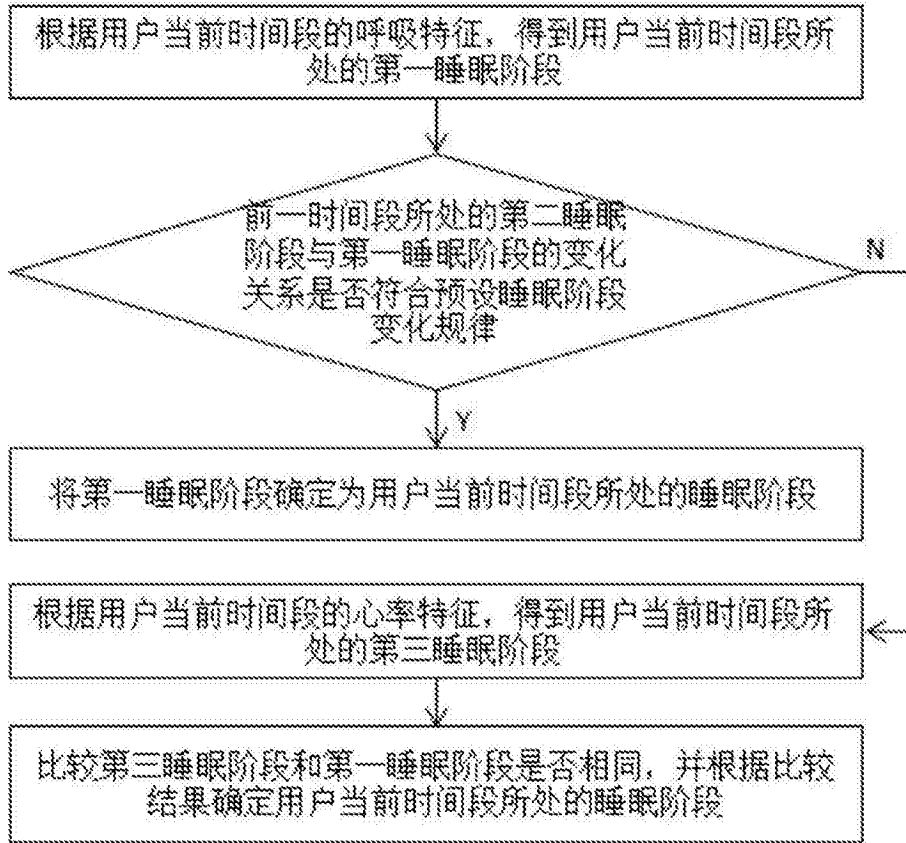 根据用户当前时间段的呼吸特征，得到用户当前时间段所
处的第一睡眠阶段
前一时间段所处的第二睡眠
阶段与第一睡眠阶段的变化
关系是否符合预设睡眠阶段
变化规律
N
Y
将第一睡眠阶段确定为用户当前时间段所处的睡眠阶段
根据用户当前时间段的心率特征，得到用户当前时间段所
处的第三睡眠阶段
比较第三睡眠阶段和第一睡眠阶段是否相同，并根据比较
结果确定用户当前时间段所处的睡眠阶段